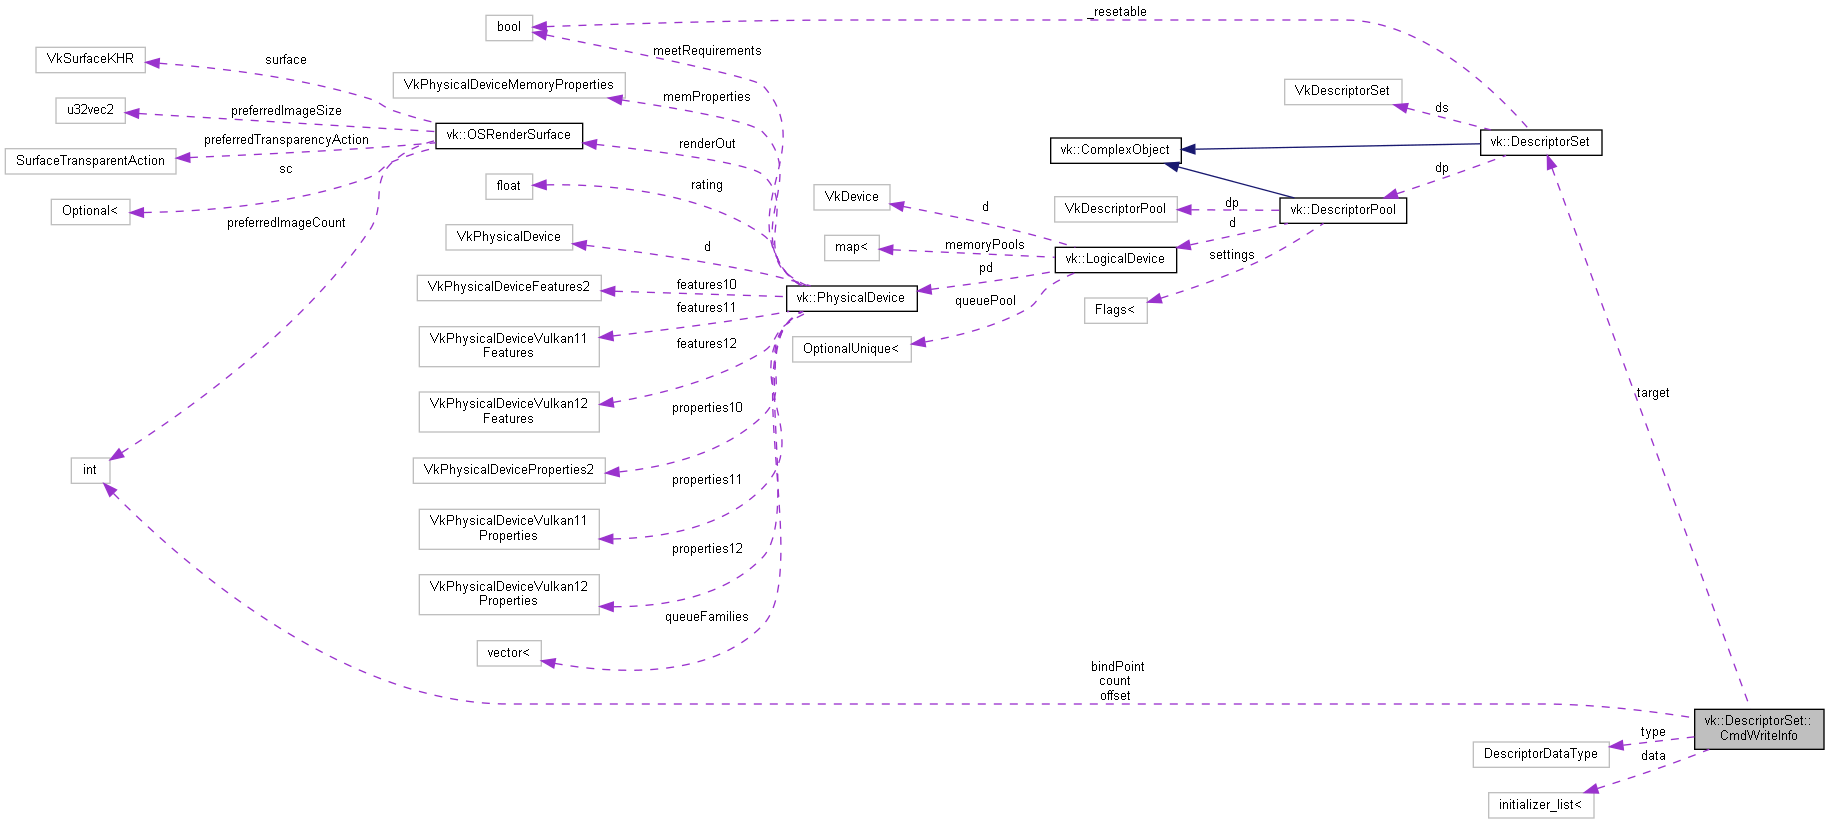 bool
_resetable
meetRequirements
VkSurfaceKHR
surface
VkPhysicalDeviceMemoryProperties
memProperties
VkDescriptorSet
ds
u32vec2
preferredImageSize
vk::OSRenderSurface
preferredTransparencyAction
renderOut
vk::ComplexObject
vk::DescriptorSet
SurfaceTransparentAction
sc
float
rating
dp
Optional<
preferredImageCount
VkDevice
d
VkDescriptorPool
dp
vk::DescriptorPool
VkPhysicalDevice
d
map<
memoryPools
d
vk::LogicalDevice
settings
pd
VkPhysicalDeviceFeatures2
features10
vk::PhysicalDevice
queuePool
Flags<
features11
VkPhysicalDeviceVulkan11
Features
features12
OptionalUnique<
VkPhysicalDeviceVulkan12
Features
properties10
target
int
VkPhysicalDeviceProperties2
properties11
VkPhysicalDeviceVulkan11
Properties
properties12
VkPhysicalDeviceVulkan12
Properties
queueFamilies
vector<
bindPoint
count
offset
vk::DescriptorSet::
CmdWriteInfo
type
DescriptorDataType
data
initializer_list<